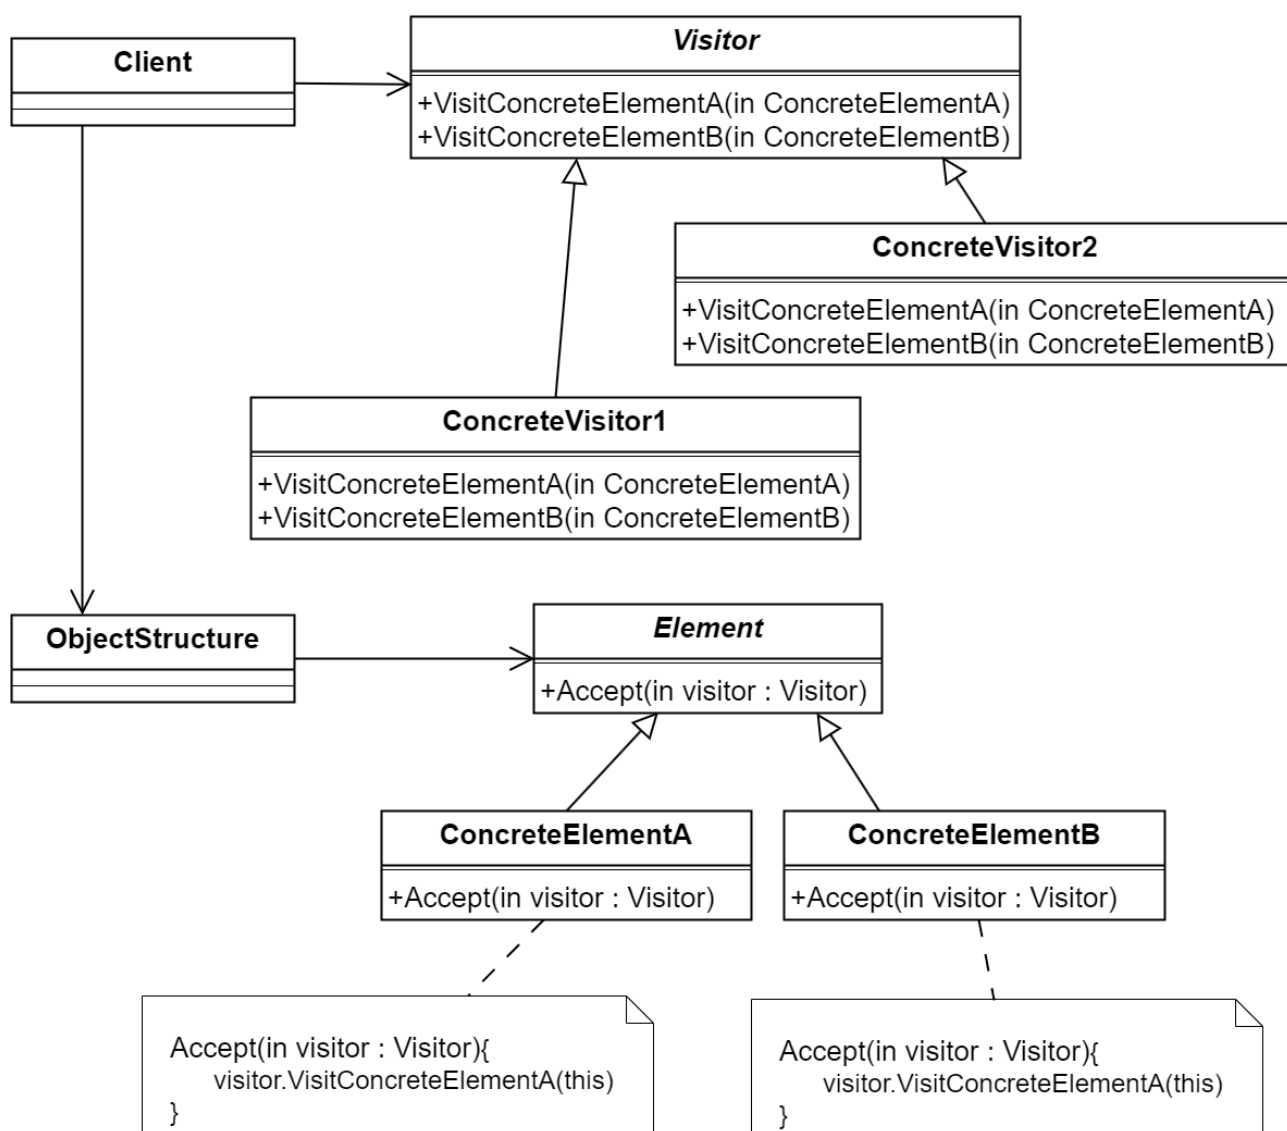 Client
Visitor
+VisitConcreteElementA(in ConcreteElementA)
+VisitConcreteElementB(in ConcreteElementB)
ConcreteVisitor2
+VisitConcreteElementA(in ConcreteElementA)
+VisitConcreteElementB(in ConcreteElementB)
ConcreteVisitor1
+VisitConcreteElementA(in ConcreteElementA)
+VisitConcreteElementB(in ConcreteElementB)
ObjectStructure
Element
+Accept(in visitor : Visitor)
ConcreteElementA
+Accept(in visitor : Visitor)
ConcreteElementB
+Accept(in visitor : Visitor)
Accept(in visitor : Visitor){
visitor.VisitConcreteElementA(this)
}
Accept(in visitor : Visitor){
visitor.VisitConcreteElementA(this)
}